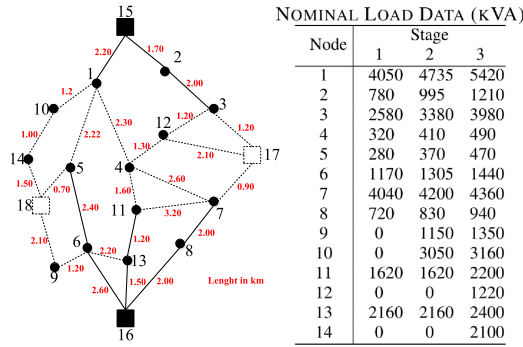 15
2.20
1.70
2
1
2.00
1.2
10
3
1.20
12
2.30
1.20
1.00
2.22
1.30
2.10
17
14
5
4
2.60
0.90
1.50
0.70
1.60
18
11
3.20
7
2.40
2.10
6
2.20
1.20
2.00
8
9
1.20
13
2.60
1.50
2.00
Lenght in km
16
NOMINAL LOAD DATA (KVA)
Node Stage
1 2 3
1 4050 4735 5420
2 780 995 1210
3 2580 3380 3980
4 320 410 490
5 280 370 470
6 1170 1305 1440
7 4040 4200 4360
8 720 830 940
9 0 1150 1350
10 0 3050 3160
11 1620 1620 2200
12 0 0 1220
13 2160 2160 2400
14 0 0 2100